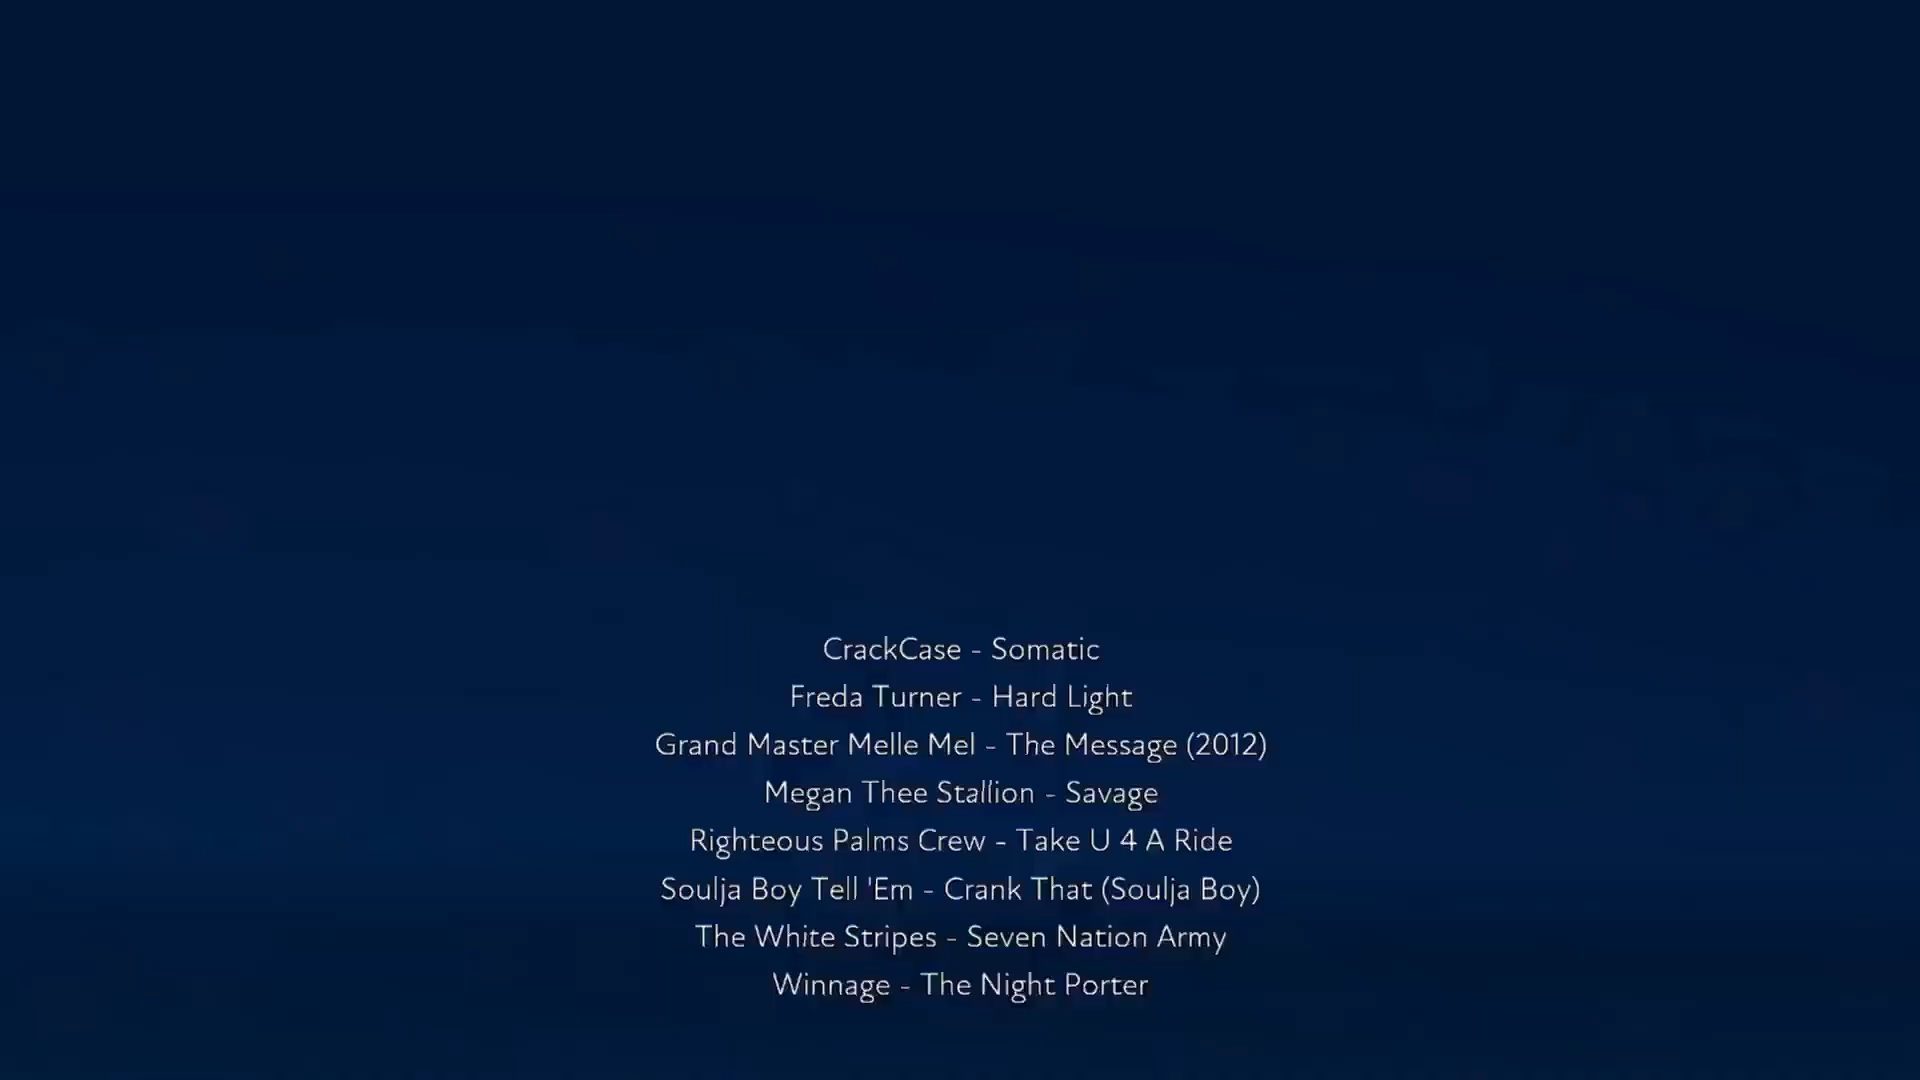 CrackCase - Somatic
Freda Turner - Hard Light
Grand Master Melle Mel - The Message (2012)
Megan Thee Stallion - Savage
Righteous Palms Crew - Take U 4 A Ride
Soulja Boy Tell 'Em - Crank That (Soulja Boy)
The White Stripes - Seven Nation Army
Winnage - The Night Porter